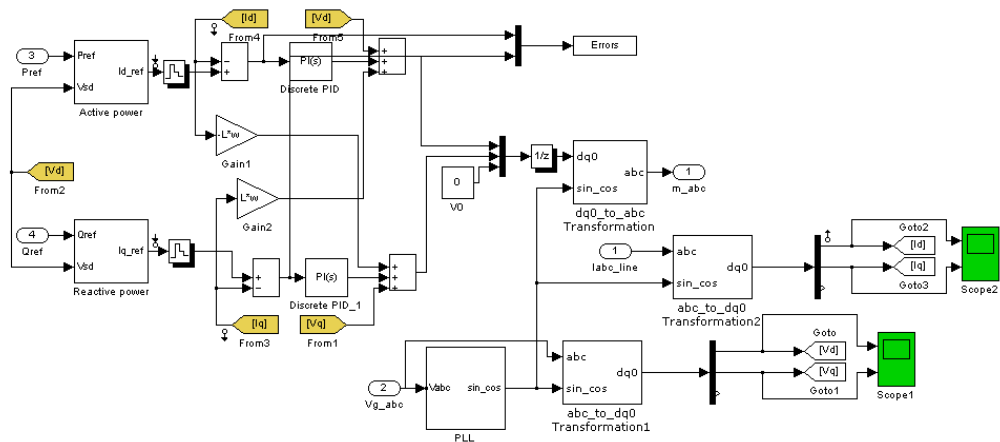 [Id]
From4
[Vd]
From5
Errors
3
Pref
Pref
Vsd
Id_ref
Active power
PI(s)
Discrete PID
-L*w
Gain1
[Vd]
From2
L*w
Gain2
0
V0
1/z
dq0
sin_cos
abc
dq0_to_abc
Transformation
1
m_abc
4
Qref
Qref
Vsd
Iq_ref
Reactive power
PI(s)
Discrete PID_1
[Iq]
From3
[Vq]
From1
1
Iabc_line
abc
sin_cos
dq0
abc_to_dq0
Transformation2
Goto2
[Id]
[Iq]
Goto3
Scope2
2
Vg_abc
Vabc
sin_cos
PLL
abc
sin_cos
dq0
abc_to_dq0
Transformation1
Goto
[Vd]
[Vq]
Goto1
Scope1